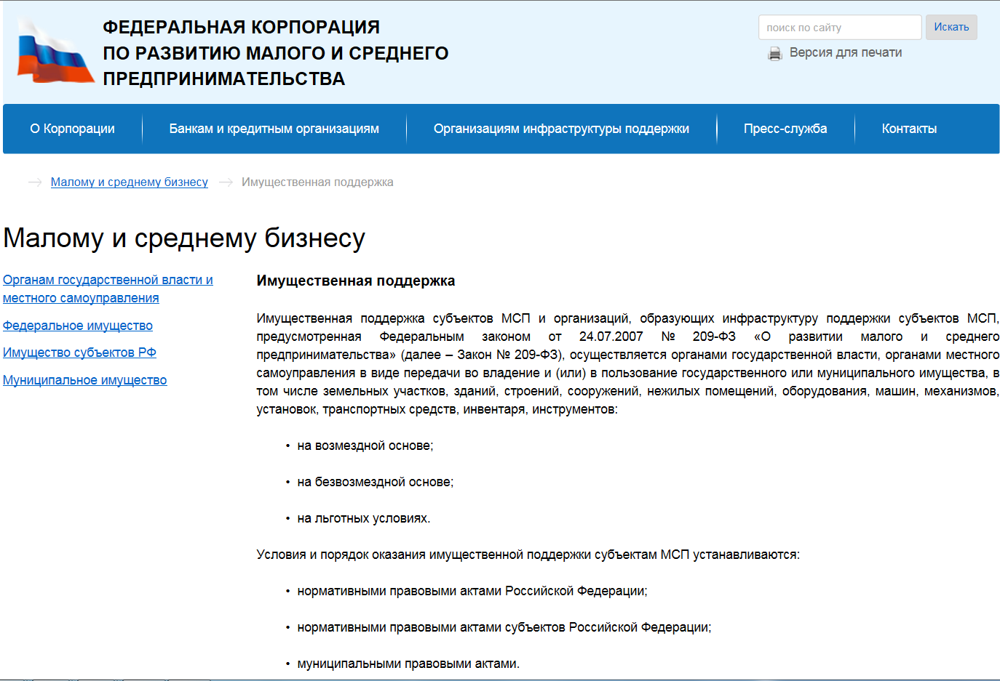 ФЕДЕРАЛЬНАЯ КОРПОРАЦИЯ
ПО РАЗВИТИЮ МАЛОГО И СРЕДНЕГО
ПРЕДПРИНИМАТЕЛЬСТВА
поиск по сайту
Искать
Версия для печати
О Корпорации
Банкам и кредитным организациям
Организациям инфраструктуры поддержки
Пресс-служба
Контакты
Малому и среднему бизнесу
Имущественная поддержка
Малому и среднему бизнесу
Органам государственной власти и
местного самоуправления
Федеральное имущество
Имущество субъектов РФ
Муниципальное имущество
Имущественная поддержка
Имущественная поддержка субъектов МСП и организаций, образующих инфраструктуру поддержки субъектов МСП,
предусмотренная Федеральным законом от 24.07.2007 № 209-ФЗ «О развитии малого и среднего
предпринимательства» (далее – Закон № 209-ФЗ), осуществляется органами государственной власти, органами местного
самоуправления в виде передачи во владение и (или) в пользование государственного или муниципального имущества, в
том числе земельных участков, зданий, строений, сооружений, нежилых помещений, оборудования, машин, механизмов,
установок, транспортных средств, инвентаря, инструментов:
• на возмездной основе;
• на безвозмездной основе;
• на льготных условиях.
Условия и порядок оказания имущественной поддержки субъектам МСП устанавливаются:
• нормативными правовыми актами Российской Федерации;
• нормативными правовыми актами субъектов Российской Федерации;
• муниципальными правовыми актами.